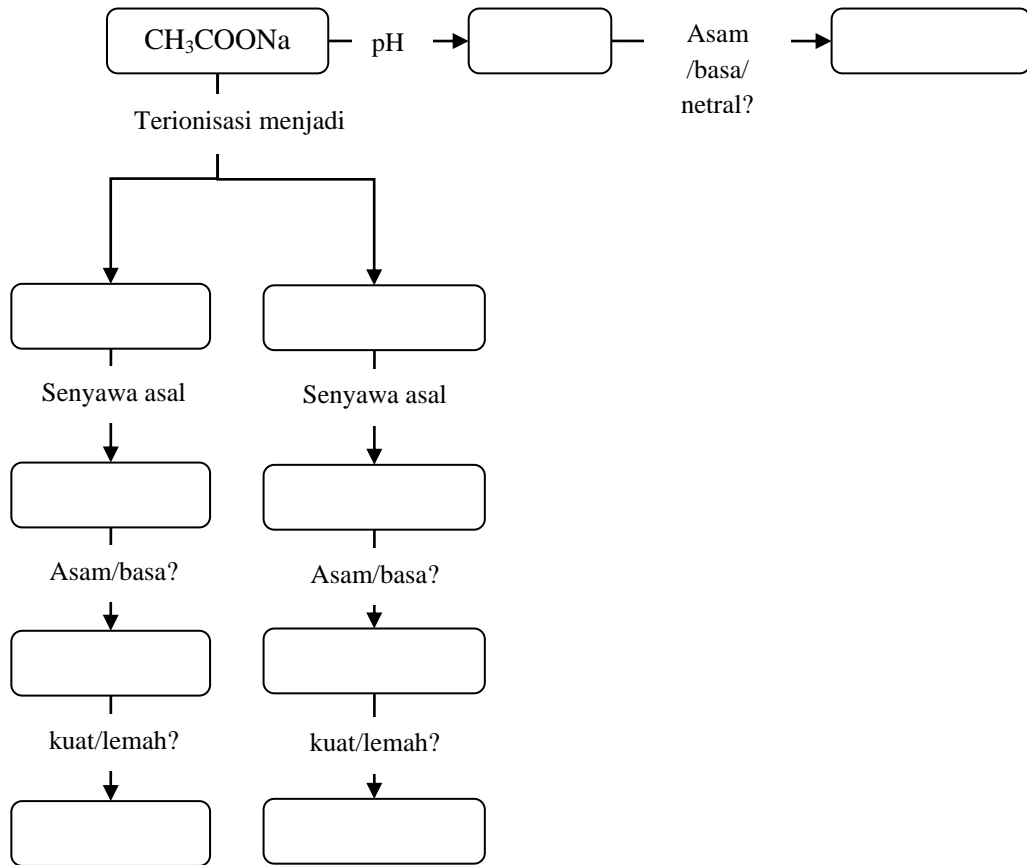 CH₃COONa
pH
Asam
/basa/
netral?
Terionisasi menjadi
Senyawa asal
Senyawa asal
Asam/basa?
Asam/basa?
kuat/lemah?
kuat/lemah?